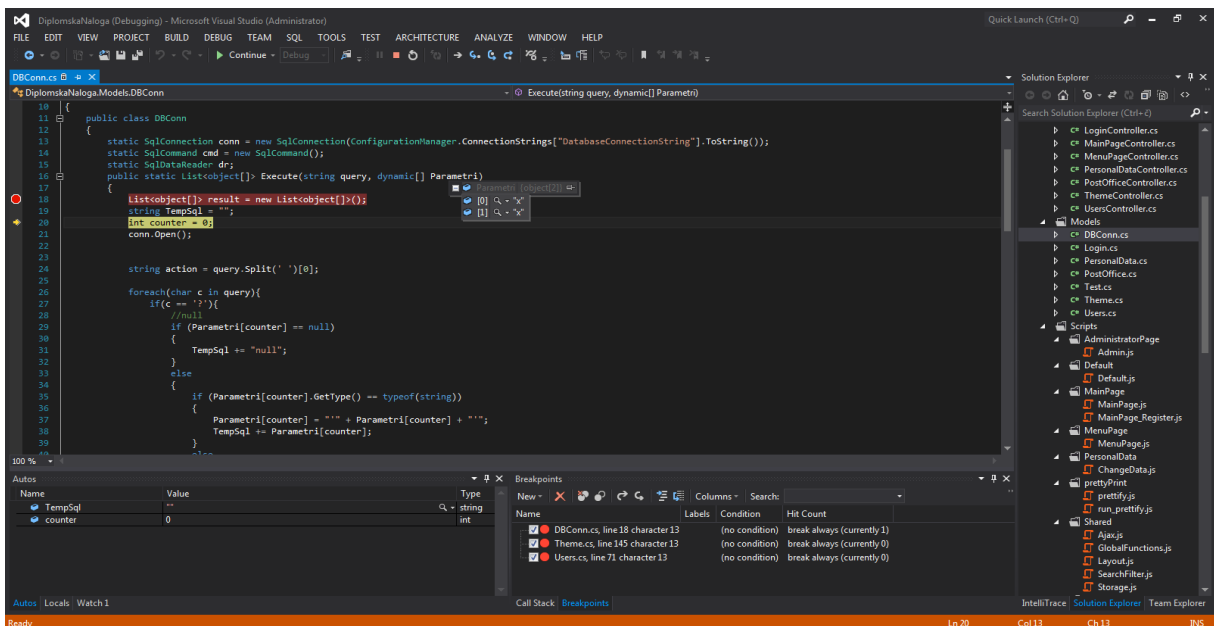 DiplomskaNaloga (Debugging) - Microsoft Visual Studio (Administrator)
Quick Launch (Ctrl+Q)
FILE EDIT VIEW PROJECT BUILD DEBUG TEAM SQL TOOLS TEST ARCHITECTURE ANALYZE WINDOW HELP
Continue - Debug
DBConn.cs
DiplomskaNaloga.Models.DBConn
Execute(string query, dynamic[] Parametri)
10 {
11 public class DBConn
12 {
13 static SqlConnection conn = new SqlConnection(ConfigurationManager.ConnectionStrings["DatabaseConnectionString"].ToString());
14 static SqlCommand cmd = new SqlCommand();
15 static SqlDataReader dr;
16 public static List<object[]> Execute(string query, dynamic[] Parametri)
17 {
Parametri {object[2]}
18 List<object[]> result = new List<object[]>();
[0] "x"
19 string TempSql = "";
[1] "x"
20 int counter = 0;
21 conn.Open();
22
23
24 string action = query.Split(' ')[0];
25
26 foreach(char c in query){
27 if(c == '?'){
28 //null
29 if (Parametri[counter] == null)
30 {
31 TempSql += "null";
32 }
33 else
34 {
35 if (Parametri[counter].GetType() == typeof(string))
36 {
37 Parametri[counter] = "'" + Parametri[counter] + "'";
38 TempSql += Parametri[counter];
39 }
40 else
100 %
Autos
Name Value Type
TempSql "" string
counter 0 int
Autos Locals Watch 1
Breakpoints
New Columns Search:
Name Labels Condition Hit Count
DBConn.cs, line 18 character 13 (no condition) break always (currently 1)
Theme.cs, line 145 character 13 (no condition) break always (currently 0)
Users.cs, line 71 character 13 (no condition) break always (currently 0)
Call Stack Breakpoints
Solution Explorer
Search Solution Explorer (Ctrl+č)
C# LoginController.cs
C# MainPageController.cs
C# MenuPageController.cs
C# PersonalDataController.cs
C# PostOfficeController.cs
C# ThemeController.cs
C# UsersController.cs
Models
C# DBConn.cs
C# Login.cs
C# PersonalData.cs
C# PostOffice.cs
C# Test.cs
C# Theme.cs
C# Users.cs
Scripts
AdministratorPage
Admin.js
Default
Default.js
MainPage
MainPage.js
MainPage_Register.js
MenuPage
MenuPage.js
PersonalData
ChangeData.js
prettyPrint
prettify.js
run_prettify.js
Shared
Ajax.js
GlobalFunctions.js
Layout.js
SearchFilter.js
Storage.js
IntelliTrace Solution Explorer Team Explorer
Ready Ln 20 Col 13 Ch 13 INS